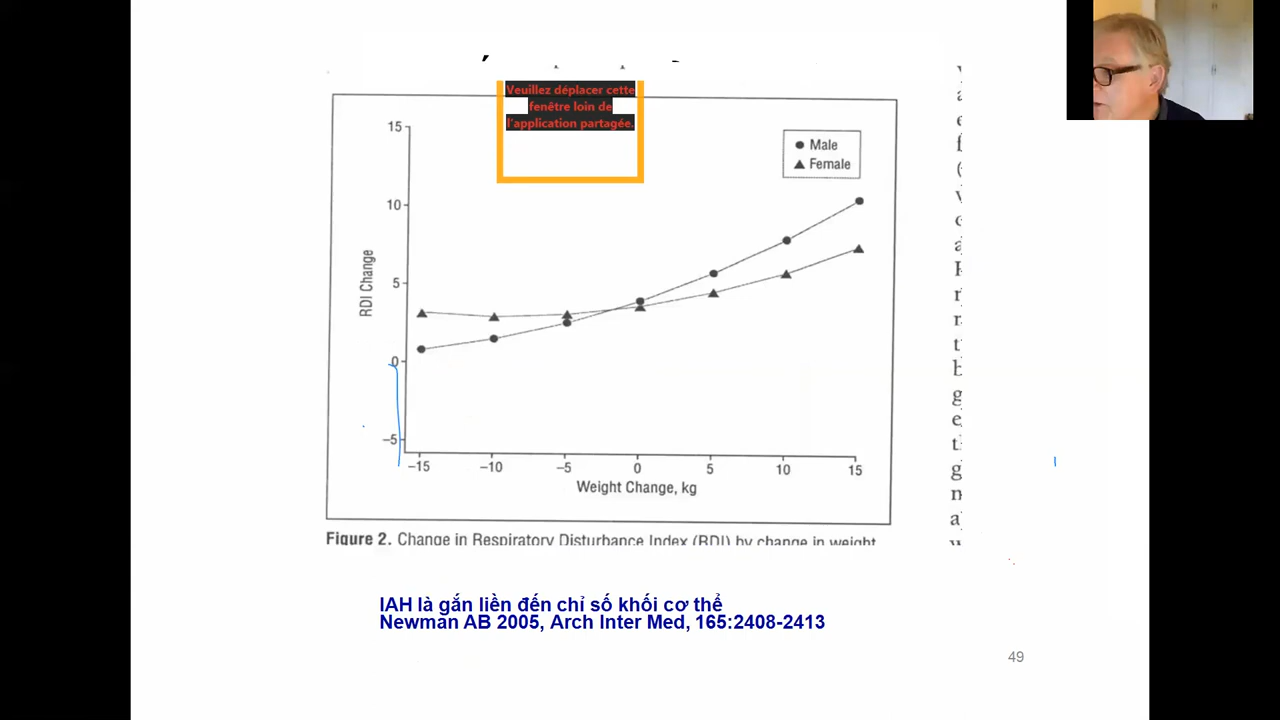 Veuillez déplacer cette
fenêtre loin de
l'application partagée.
15
10
5
0
–5
RDI Change
Male
Female
–15
–10
–5
0
5
10
15
Weight Change, kg
Figure 2. Change in Respiratory Disturbance Index (RDI) by change in weight
IAH là gắn liền đến chỉ số khối cơ thể
Newman AB 2005, Arch Inter Med, 165:2408-2413
49